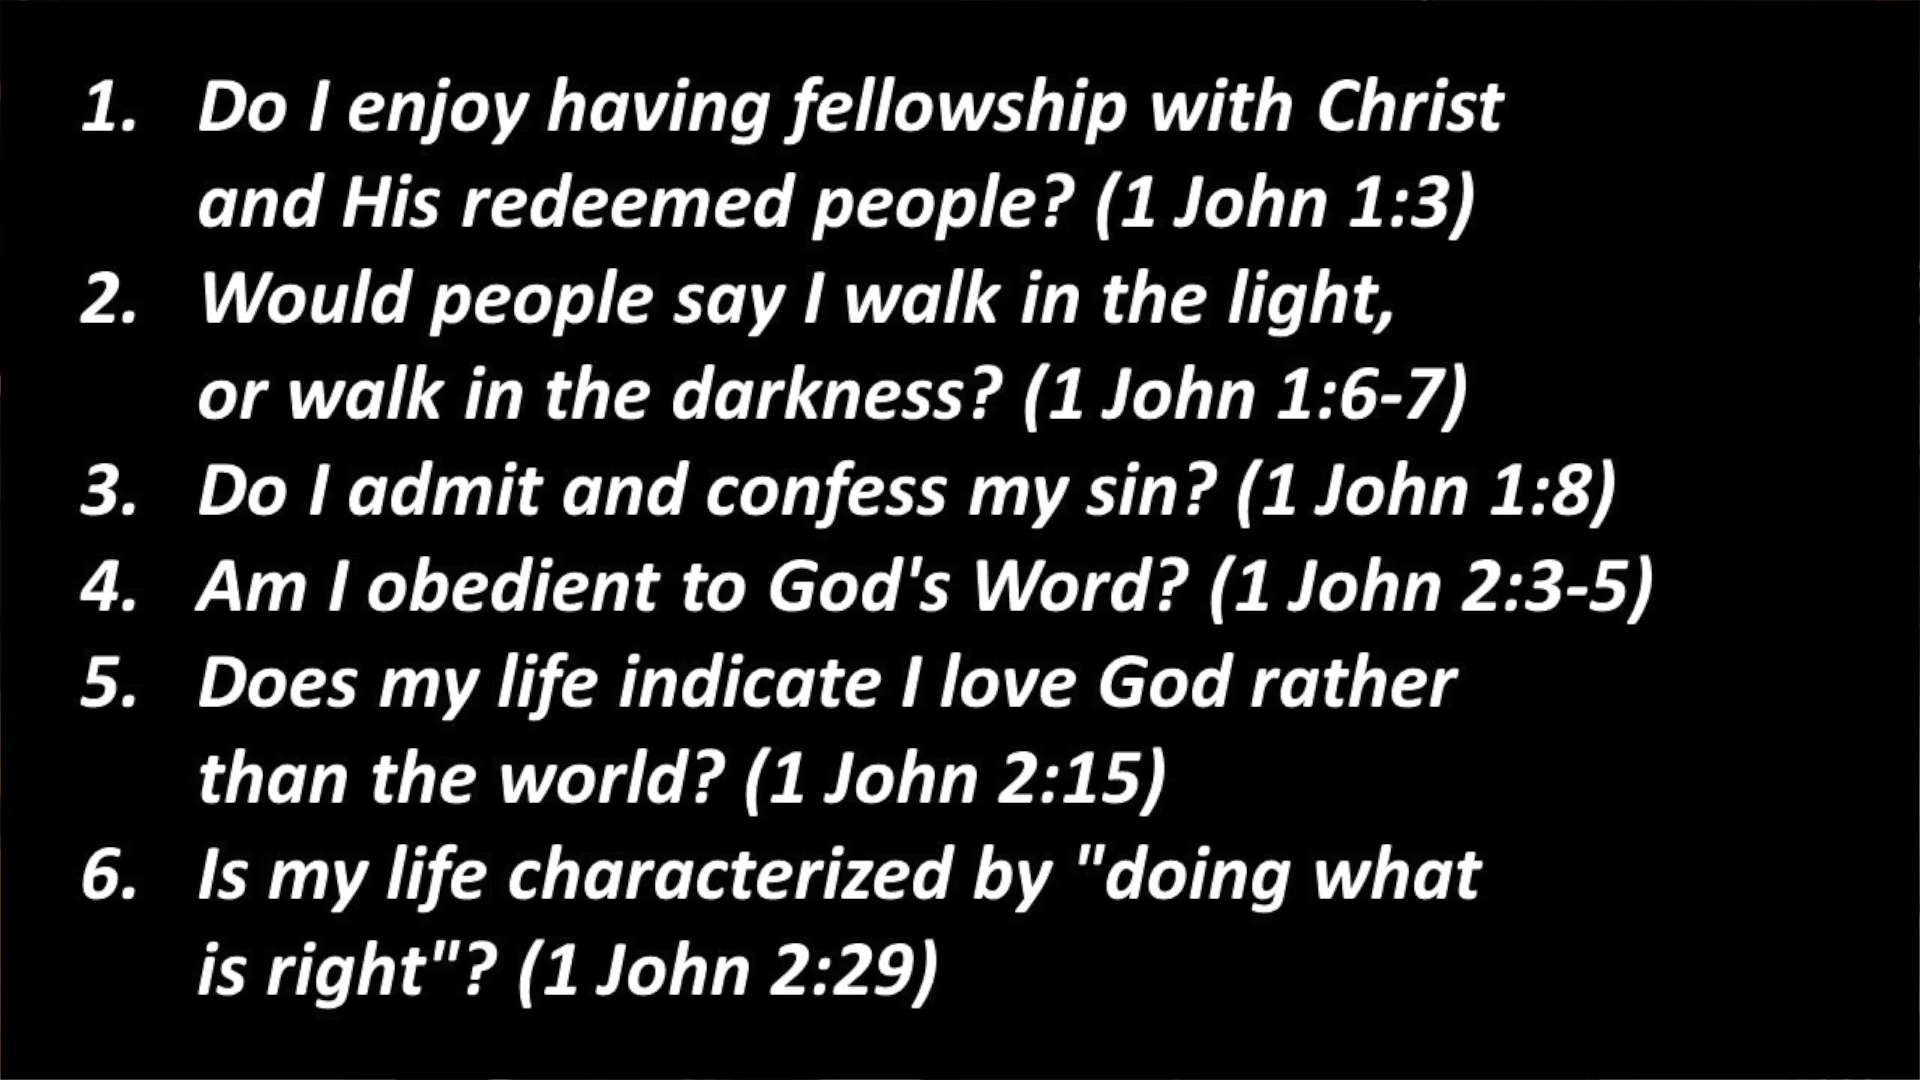 1. Do I enjoy having fellowship with Christ
and His redeemed people? (1 John 1:3)
2. Would people say I walk in the light,
or walk in the darkness? (1 John 1:6-7)
3. Do I admit and confess my sin? (1 John 1:8)
4. Am I obedient to God's Word? (1 John 2:3-5)
5. Does my life indicate I love God rather
than the world? (1 John 2:15)
6. Is my life characterized by "doing what
is right"? (1 John 2:29)